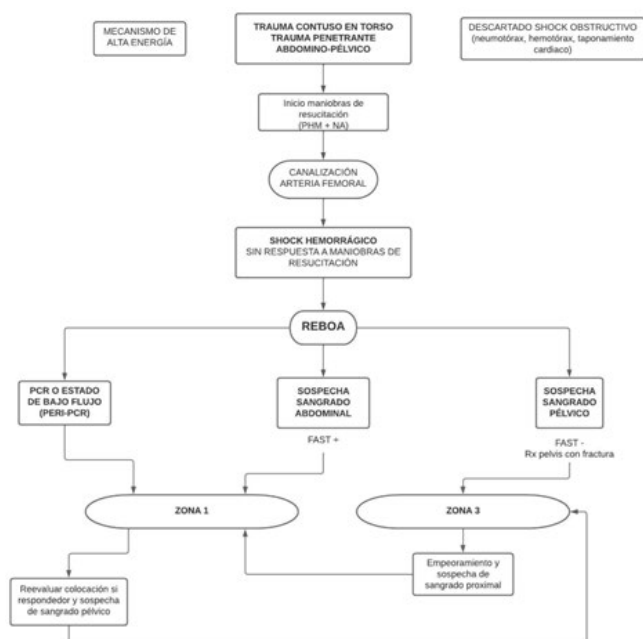 MECANISMO DE
ALTA ENERGÍA
TRAUMA CONTUSO EN TORSO
TRAUMA PENETRANTE
ABDOMINO-PÉLVICO
DESCARTADO SHOCK OBSTRUCTIVO
(neumotórax, hemotórax, taponamiento
cardiaco)
Inicio maniobras de
resucitación
(PHM + NA)
CANALIZACIÓN
ARTERIA FEMORAL
SHOCK HEMORRÁGICO
SIN RESPUESTA A MANIOBRAS DE
RESUCITACIÓN
REBOA
PCR O ESTADO
DE BAJO FLUJO
(PERI-PCR)
SOSPECHA
SANGRADO
ABDOMINAL
SOSPECHA
SANGRADO
PÉLVICO
FAST +
FAST -
Rx pelvis con fractura
ZONA 1
ZONA 3
Empeoramiento y
sospecha de
sangrado proximal
Reevaluar colocación si
respondedor y sospecha
de sangrado pélvico